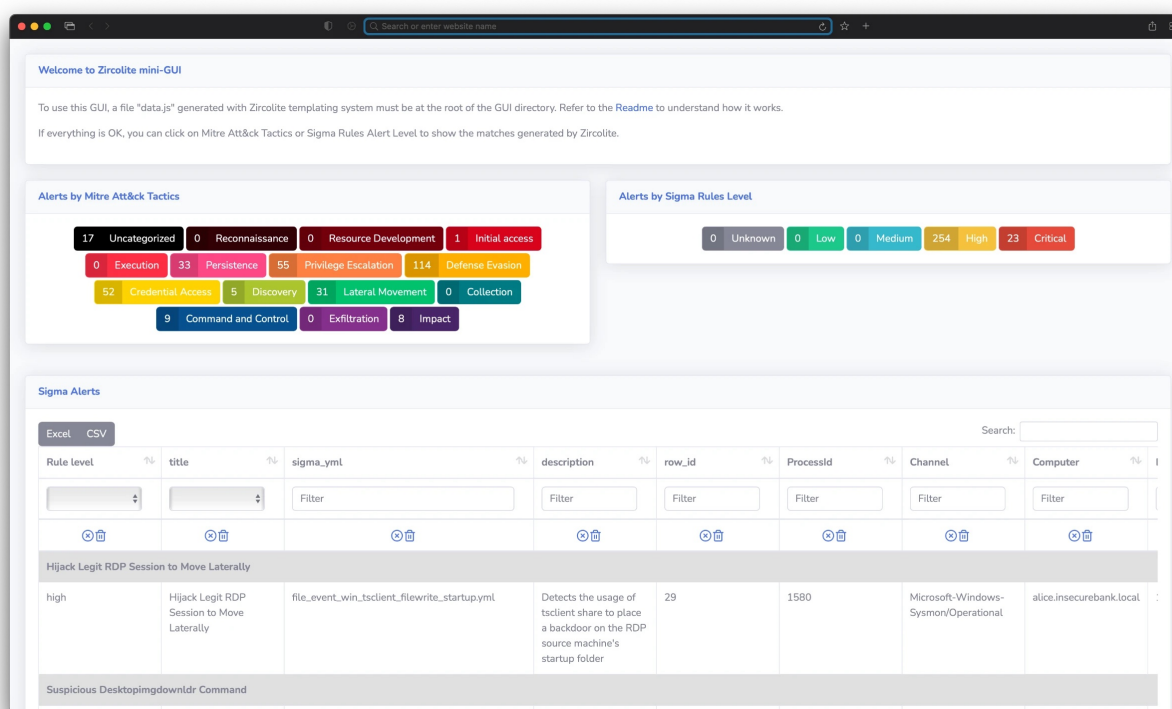 Search or enter website name
Welcome to Zircolite mini-GUI
To use this GUI, a file "data.js" generated with Zircolite templating system must be at the root of the GUI directory. Refer to the Readme to understand how it works.
If everything is OK, you can click on Mitre Att&ck Tactics or Sigma Rules Alert Level to show the matches generated by Zircolite.
Alerts by Mitre Att&ck Tactics
17 Uncategorized 0 Reconnaissance 0 Resource Development 1 Initial access
0 Execution 33 Persistence 55 Privilege Escalation 114 Defense Evasion
52 Credential Access 5 Discovery 31 Lateral Movement 0 Collection
9 Command and Control 0 Exfiltration 8 Impact
Alerts by Sigma Rules Level
0 Unknown 0 Low 0 Medium 254 High 23 Critical
Sigma Alerts
Excel CSV
Search:
Rule level title sigma_yml description row_id ProcessId Channel Computer
Filter Filter Filter Filter Filter Filter
Hijack Legit RDP Session to Move Laterally
high
Hijack Legit RDP
Session to Move
Laterally
file_event_win_tsclient_filewrite_startup.yml
Detects the usage of
tsclient share to place
a backdoor on the RDP
source machine's
startup folder
29
1580
Microsoft-Windows-
Sysmon/Operational
alice.insecurebank.local
Suspicious Desktopimgdownldr Command